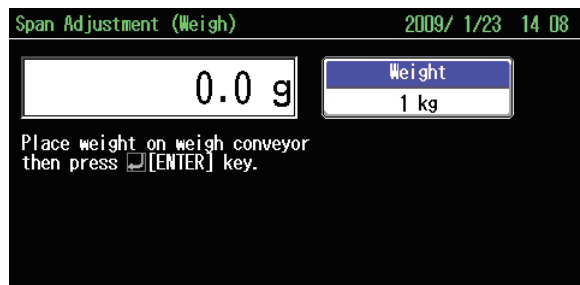 Span Adjustment (Weigh) 2009/ 1/23 14 08
0.0 g
Weight
1 kg
Place weight on weigh conveyor
then press ↵[ENTER] key.